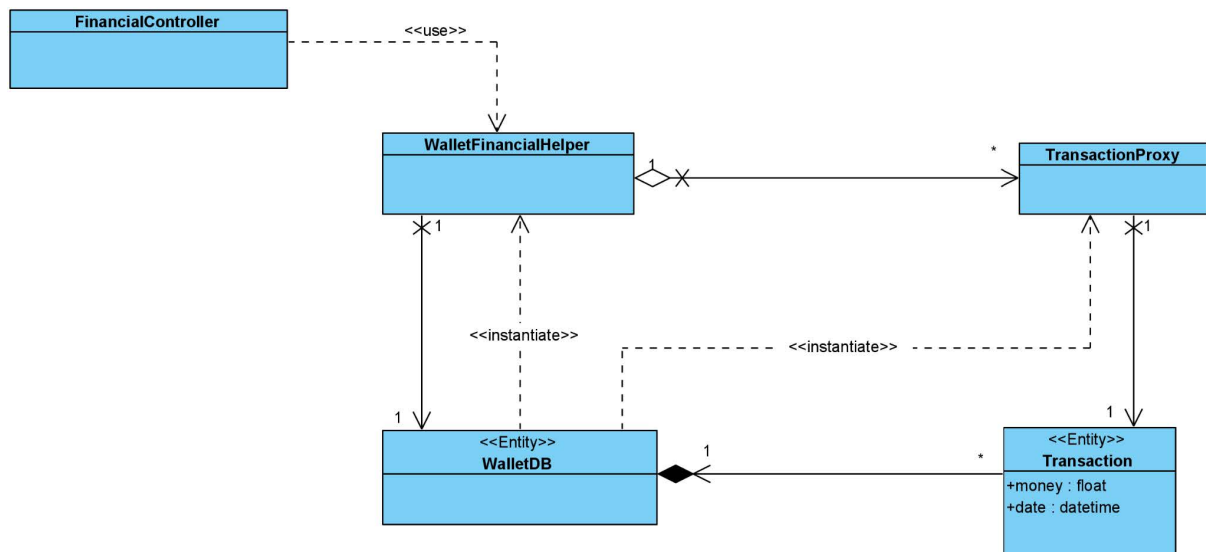 FinancialController
<<use>>
WalletFinancialHelper
1
*
TransactionProxy
1
1
<<instantiate>>
<<instantiate>>
1
1
<<Entity>>
WalletDB
1
*
<<Entity>>
Transaction
+money : float
+date : datetime